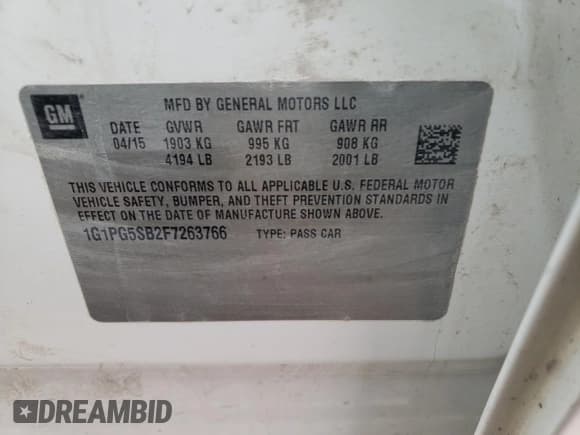 GM
MFD BY GENERAL MOTORS LLC
DATE GVWR GAWR FRT GAWR RR
04/15 1903 KG 995 KG 908 KG
4194 LB 2193 LB 2001 LB
THIS VEHICLE CONFORMS TO ALL APPLICABLE U.S. FEDERAL MOTOR
VEHICLE SAFETY, BUMPER, AND THEFT PREVENTION STANDARDS IN
EFFECT ON THE DATE OF MANUFACTURE SHOWN ABOVE.
1G1PG5SB2F7263766 TYPE: PASS CAR
DREAMBID